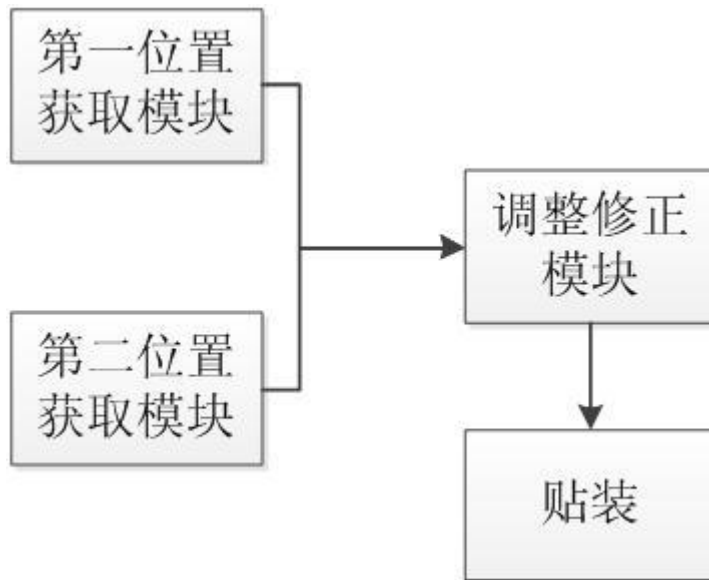 第一位置
获取模块
调整修正
模块
第二位置
获取模块
贴装